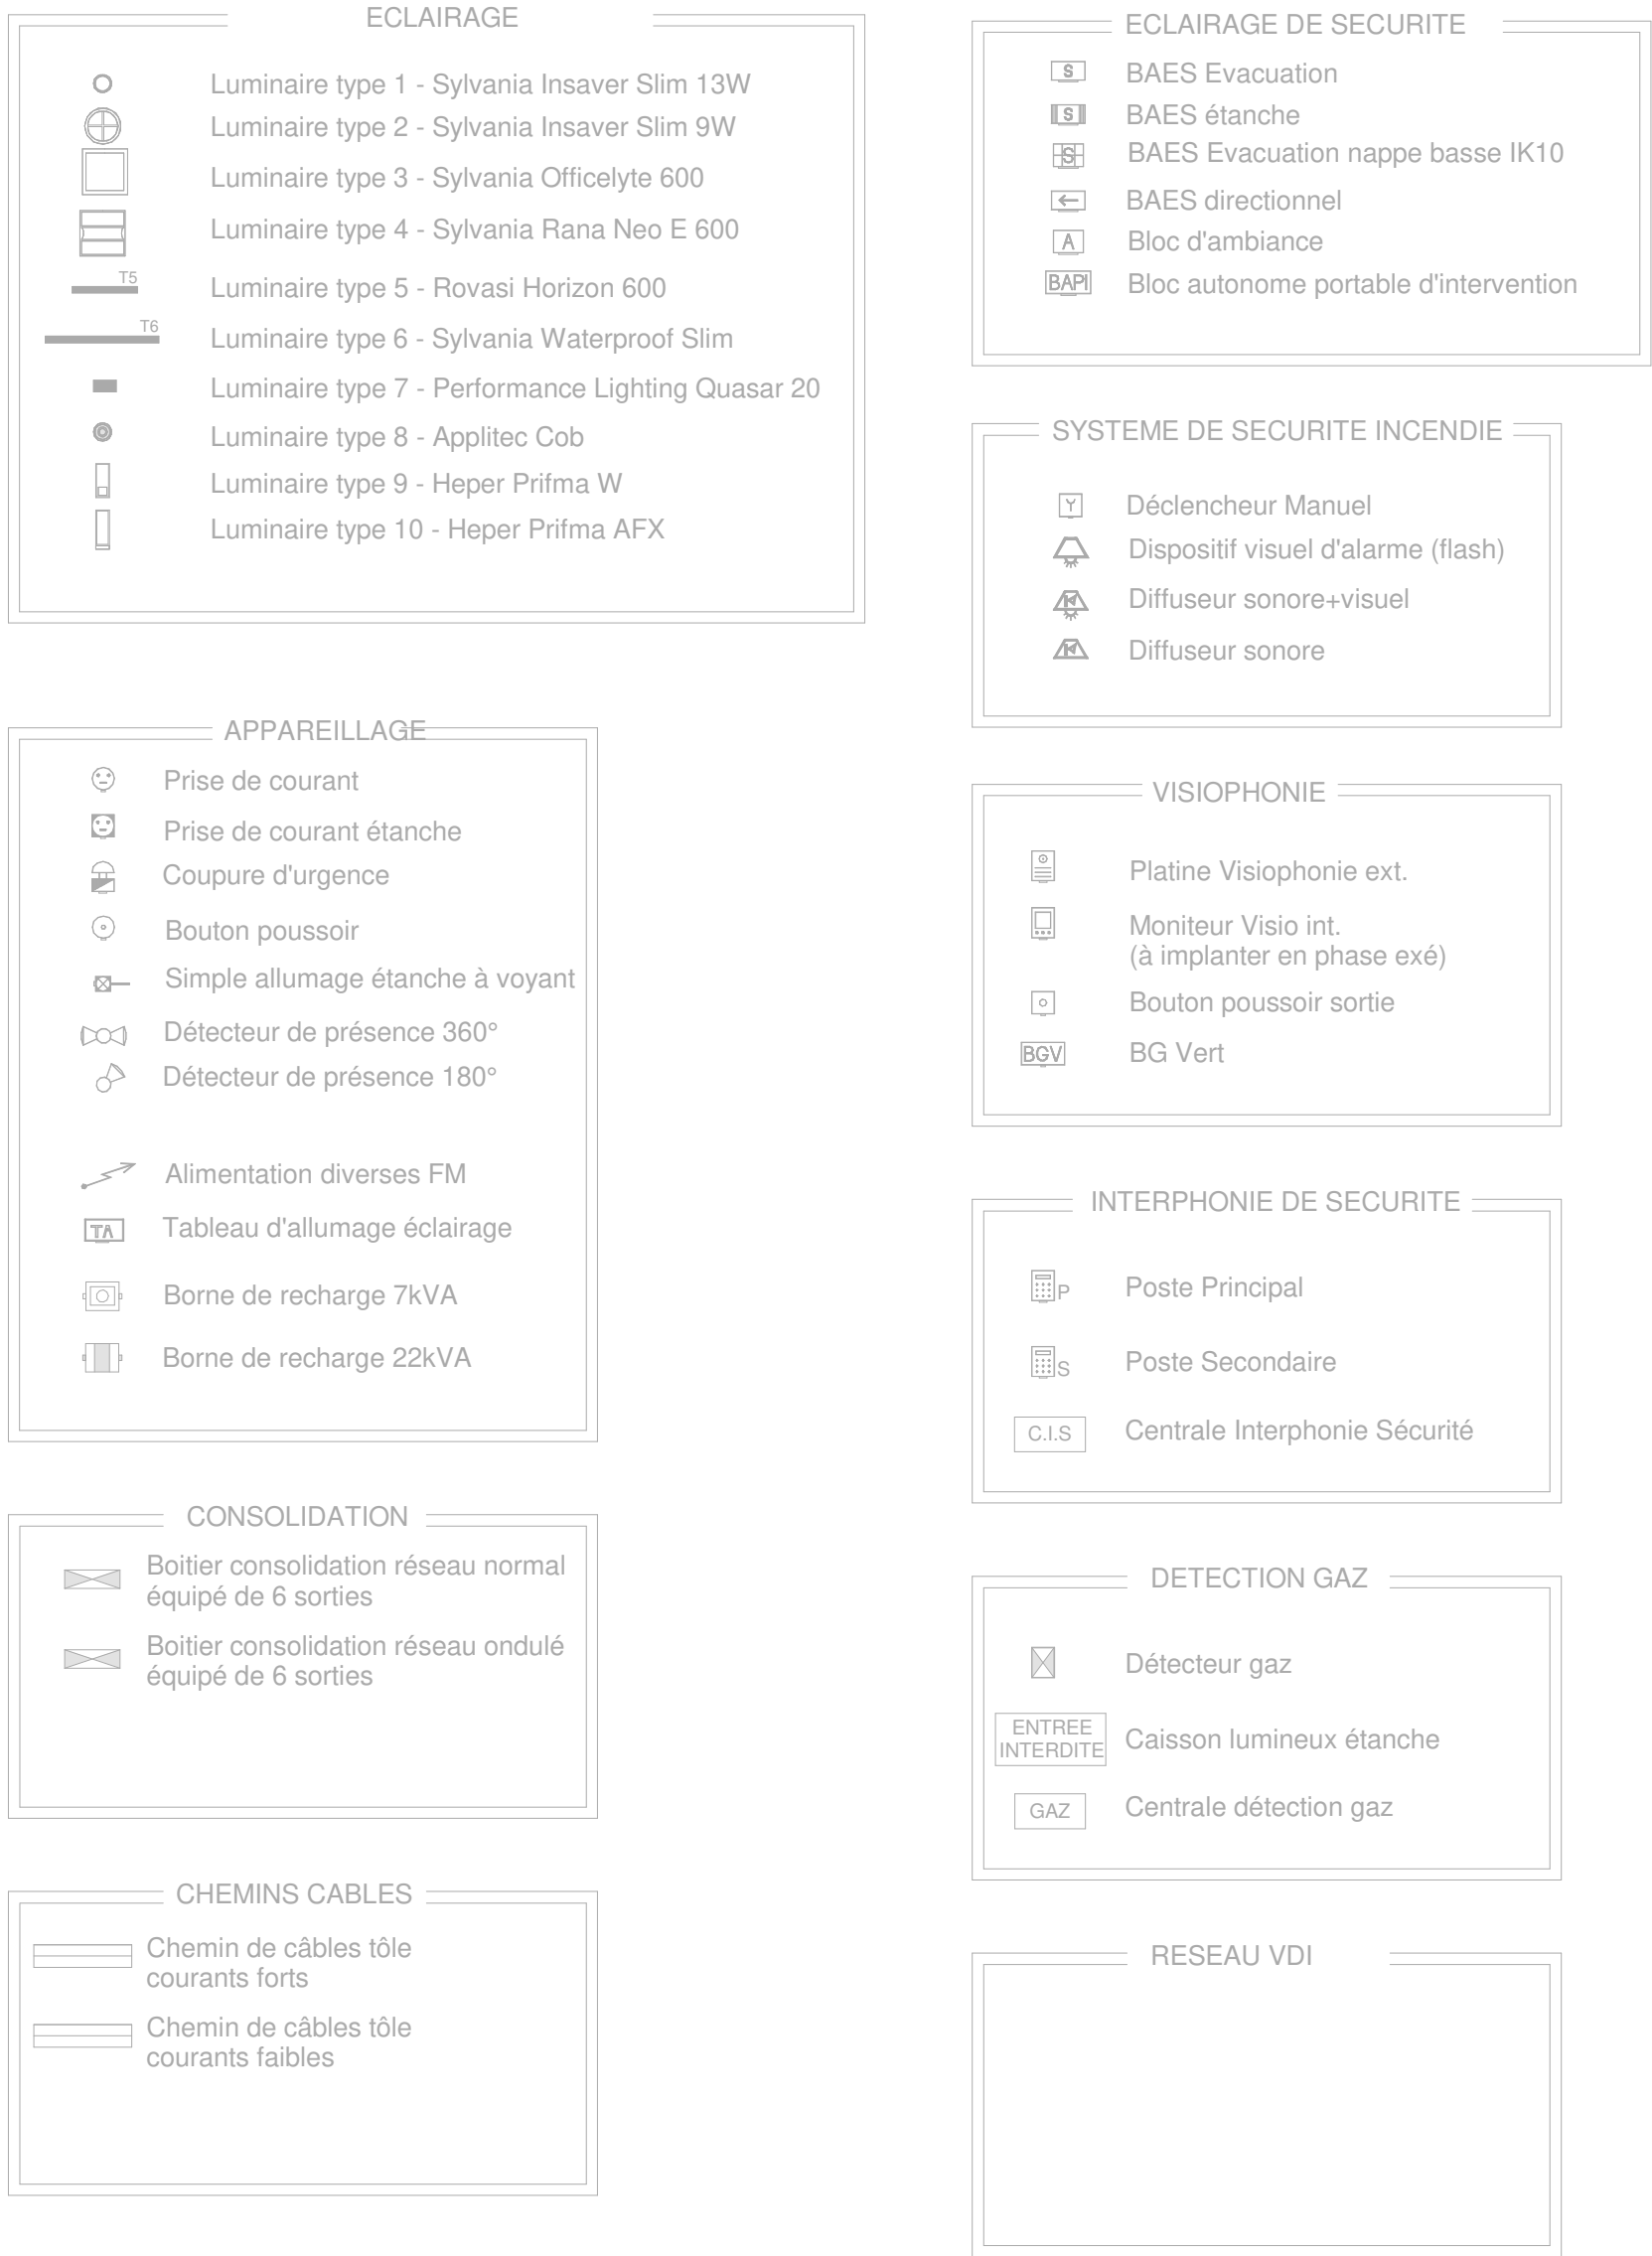 ECLAIRAGE
Luminaire type 1 - Sylvania Insaver Slim 13W
Luminaire type 2 - Sylvania Insaver Slim 9W
Luminaire type 3 - Sylvania Officelyte 600
Luminaire type 4 - Sylvania Rana Neo E 600
T5
Luminaire type 5 - Rovasi Horizon 600
T6
Luminaire type 6 - Sylvania Waterproof Slim
Luminaire type 7 - Performance Lighting Quasar 20
Luminaire type 8 - Applitec Cob
Luminaire type 9 - Heper Prifma W
Luminaire type 10 - Heper Prifma AFX
APPAREILLAGE
Prise de courant
Prise de courant étanche
Coupure d'urgence
Bouton poussoir
Simple allumage étanche à voyant
Détecteur de présence 360°
Détecteur de présence 180°
Alimentation diverses FM
TA Tableau d'allumage éclairage
Borne de recharge 7kVA
Borne de recharge 22kVA
CONSOLIDATION
Boitier consolidation réseau normal
équipé de 6 sorties
Boitier consolidation réseau ondulé
équipé de 6 sorties
CHEMINS CABLES
Chemin de câbles tôle
courants forts
Chemin de câbles tôle
courants faibles
ECLAIRAGE DE SECURITE
S BAES Evacuation
S BAES étanche
S BAES Evacuation nappe basse IK10
BAES directionnel
A Bloc d'ambiance
BAPI Bloc autonome portable d'intervention
SYSTEME DE SECURITE INCENDIE
Y Déclencheur Manuel
Dispositif visuel d'alarme (flash)
Diffuseur sonore+visuel
Diffuseur sonore
VISIOPHONIE
Platine Visiophonie ext.
Moniteur Visio int.
(à implanter en phase exé)
Bouton poussoir sortie
BGV BG Vert
INTERPHONIE DE SECURITE
P Poste Principal
S Poste Secondaire
C.I.S Centrale Interphonie Sécurité
DETECTION GAZ
Détecteur gaz
ENTREE
INTERDITE
Caisson lumineux étanche
GAZ Centrale détection gaz
RESEAU VDI